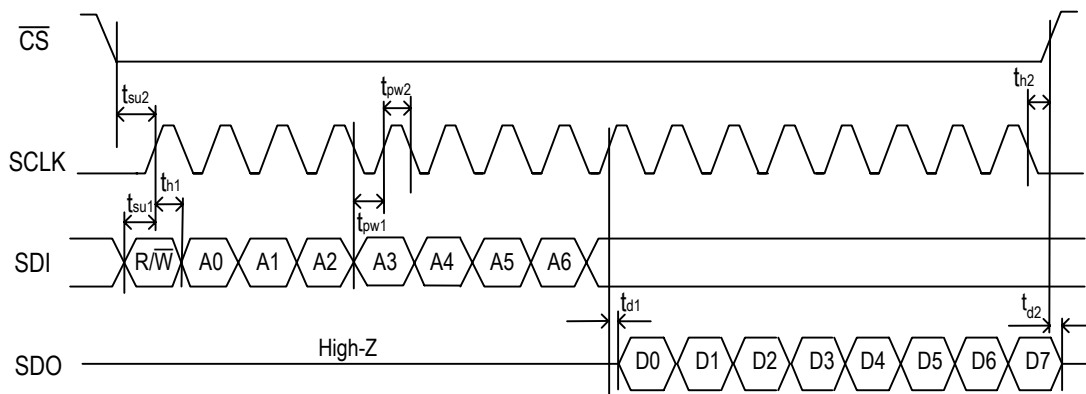 C̅S̅
tsu2
tpw2
th2
SCLK
tsu1
th1
tpw1
SDI
R/W̅
A0
A1
A2
A3
A4
A5
A6
td1
td2
SDO
High-Z
D0
D1
D2
D3
D4
D5
D6
D7